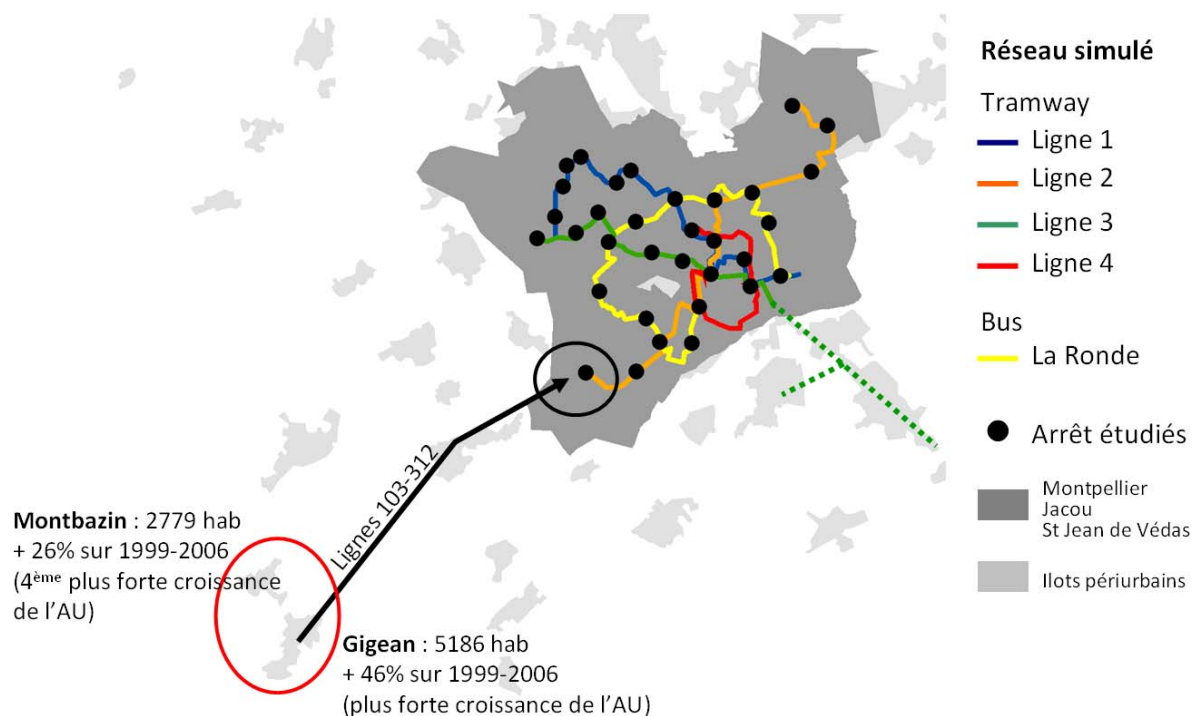 Réseau simulé
Tramway
Ligne 1
Ligne 2
Ligne 3
Ligne 4
Bus
La Ronde
Arrêt étudiés
Montpellier
Jacou
St Jean de Védas
Ilots périurbains
Lignes 103-312
Montbazin : 2779 hab
+ 26% sur 1999-2006
(4ème plus forte croissance
de l'AU)
Gigean : 5186 hab
+ 46% sur 1999-2006
(plus forte croissance de l'AU)